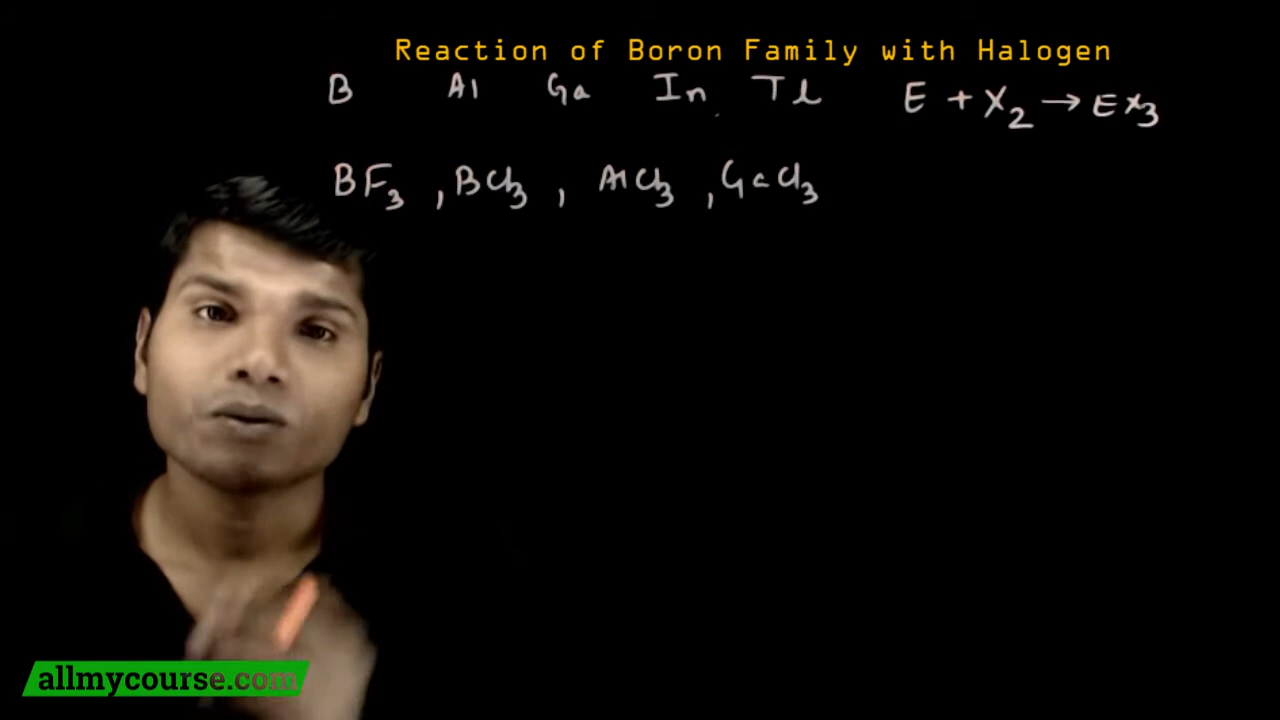 Reaction of Boron Family with Halogen
B Al Ga In Tl E + X₂ → EX₃
BF₃ , BCl₃ , AlCl₃ , GaCl₃
allmycourse.com